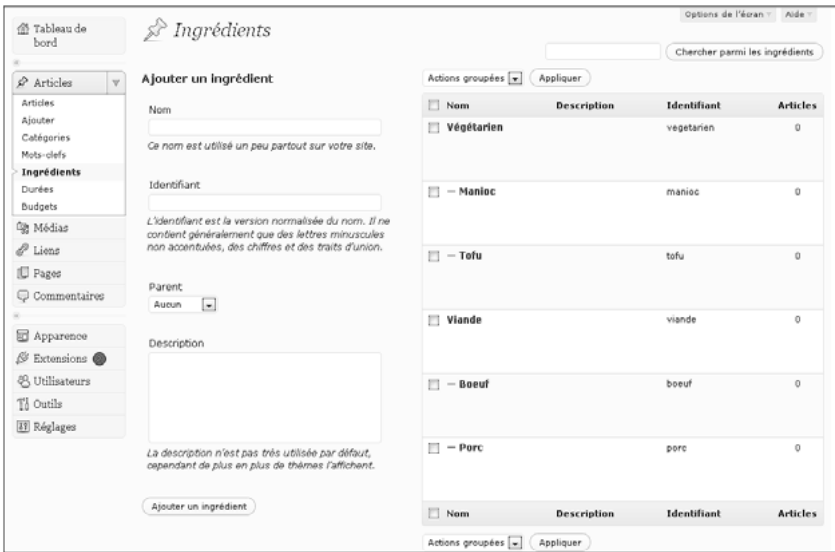 Options de l'écran
Aide
Tableau de
bord
Ingrédients
Chercher parmi les ingrédients
Articles
Articles
Ajouter
Catégories
Mots-clefs
Ingrédients
Durées
Budgets
Médias
Liens
Pages
Commentaires
Apparence
Extensions
Utilisateurs
Outils
Réglages
Ajouter un ingrédient
Nom
Ce nom est utilisé un peu partout sur votre site.
Identifiant
L'identifiant est la version normalisée du nom. Il ne
contient généralement que des lettres minuscules
non accentuées, des chiffres et des traits d'union.
Parent
Aucun
Description
La description n'est pas très utilisée par défaut,
cependant de plus en plus de thèmes l'affichent.
Ajouter un ingrédient
Actions groupées Appliquer
Nom Description Identifiant Articles
Végétarien vegetarien 0
— Manioc manioc 0
— Tofu tofu 0
Viande viande 0
— Boeuf boeuf 0
— Porc porc 0
Nom Description Identifiant Articles
Actions groupées Appliquer